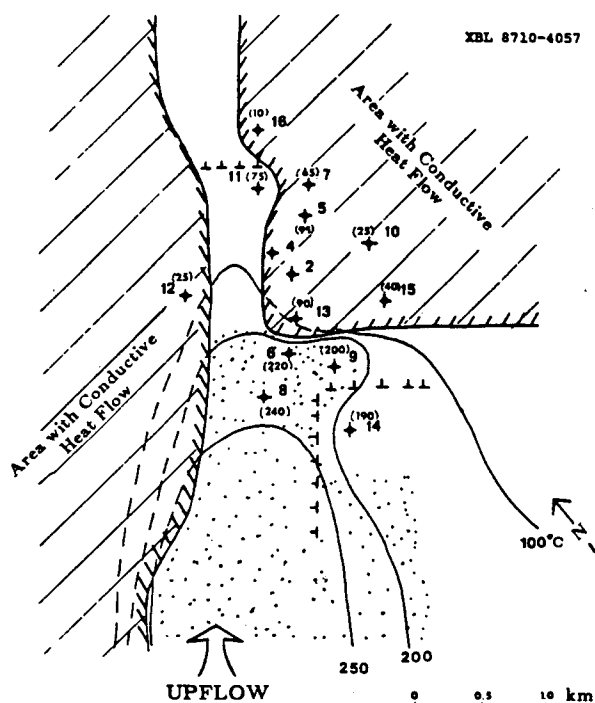 XBL 8710-4057
Area with Conductive
Heat Flow
(10)
16
11 (75)
(45)
7
5
(94)
(25) 10
4
2
12 (25)
(40) 15
(90)
13
Area with Conductive
Heat Flow
6
(220)
(200)
9
8
(240)
(190)
14
N
100°C
UPFLOW
250
200
0 0.5 1.0 km